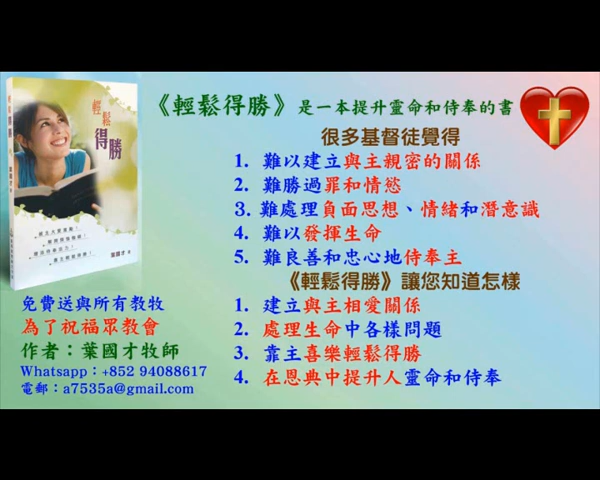 《輕鬆得勝》是一本提升靈命和侍奉的書
很多基督徒覺得
1. 難以建立與主親密的關係
2. 難勝過罪和情慾
3. 難處理負面思想、情緒和潛意識
4. 難以發揮生命
5. 難良善和忠心地侍奉主
《輕鬆得勝》讓您知道怎樣
1. 建立與主相愛關係
2. 處理生命中各樣問題
3. 靠主喜樂輕鬆得勝
4. 在恩典中提升人靈命和侍奉
輕鬆
得勝
葉國才
輕鬆得勝
免費送與所有教牧
為了祝福眾教會
作者：葉國才牧師
Whatsapp：+852 94088617
電郵：a7535a@gmail.com